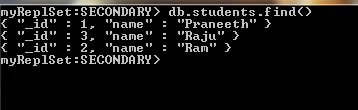 myReplSet:SECONDARY> db.students.find()
{ "_id" : 1, "name" : "Praneeth" }
{ "_id" : 3, "name" : "Raju" }
{ "_id" : 2, "name" : "Ram" }
myReplSet:SECONDARY>